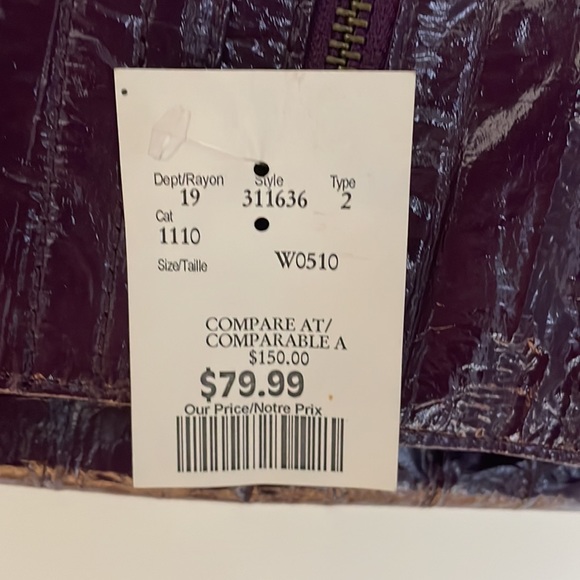 Dept/Rayon Style Type
19 311636 2
Cat
1110
Size/Taille W0510
COMPARE AT/
COMPARABLE A
$150.00
$79.99
Our Price/Notre Prix